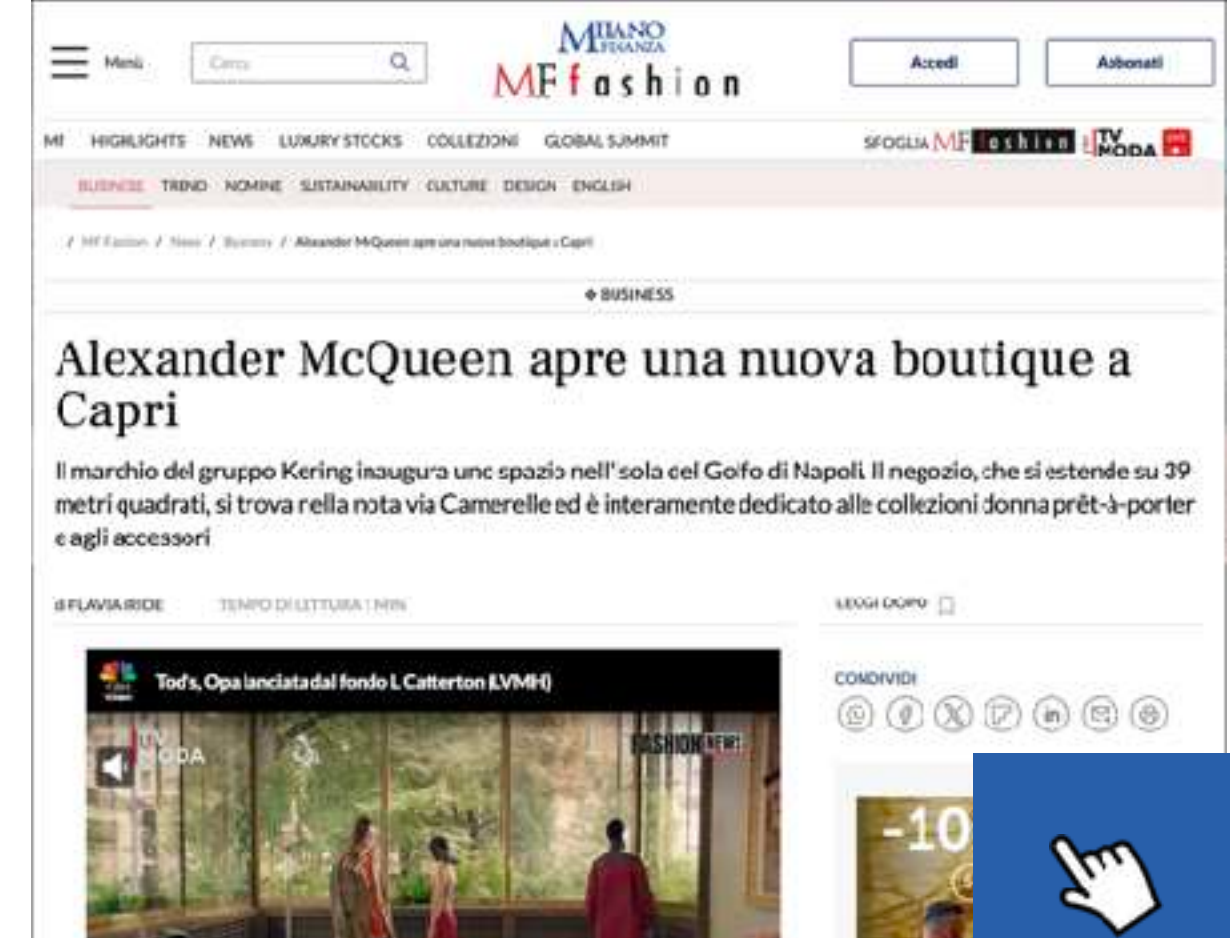 Menù
Cerca
MILANO
FINANZA
MF fashion
Accedi
Abbonati
MF HIGHLIGHTS NEWS LUXURY STOCKS COLLEZIONI GLOBAL SUMMIT
SFOGLIA MF fashion TV MODA
BUSINESS TREND NOMINE SUSTAINABILITY CULTURE DESIGN ENGLISH
/ MF Fashion / News / Business / Alexander McQueen apre una nuova boutique a Capri
BUSINESS
Alexander McQueen apre una nuova boutique a
Capri
Il marchio del gruppo Kering inaugura uno spazio nell'isola del Golfo di Napoli. Il negozio, che si estende su 39
metri quadrati, si trova nella nota via Camerelle ed è interamente dedicato alle collezioni donna prêt-à-porter
e agli accessori
di FLAVIA IRIDE
TEMPO DI LETTURA 1 MIN
LEGGI DOPO
Tod's, Opa lanciata dal fondo L Catterton (LVMH)
CONDIVIDI
TV
MODA
FASHION NEWS
-10